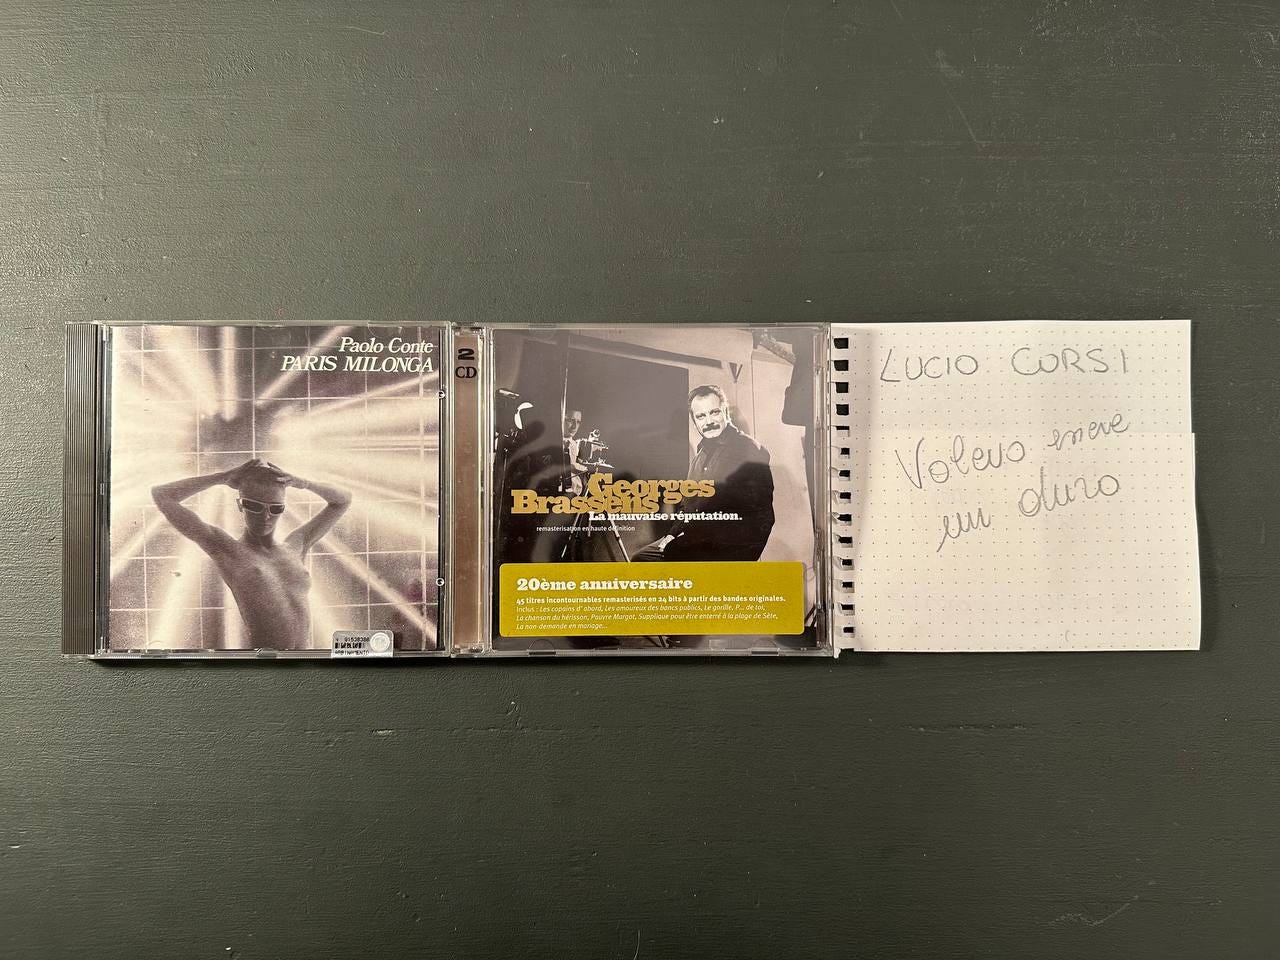 Paolo Conte
PARIS MILONGA
2
CD
Georges
Brassens
La mauvaise réputation.
remasterisation en haute définition
20ème anniversaire
45 titres incontournables remasterisés en 24 bits à partir des bandes originales.
Inclus : Les copains d'abord, Les amoureux des bancs publics, Le gorille, P... de toi,
La chanson du hérisson, Pauvre Margot, Supplique pour être enterré à la plage de Sète,
La non-demande en mariage...
LUCIO CORSI
Volevo essere
un duro